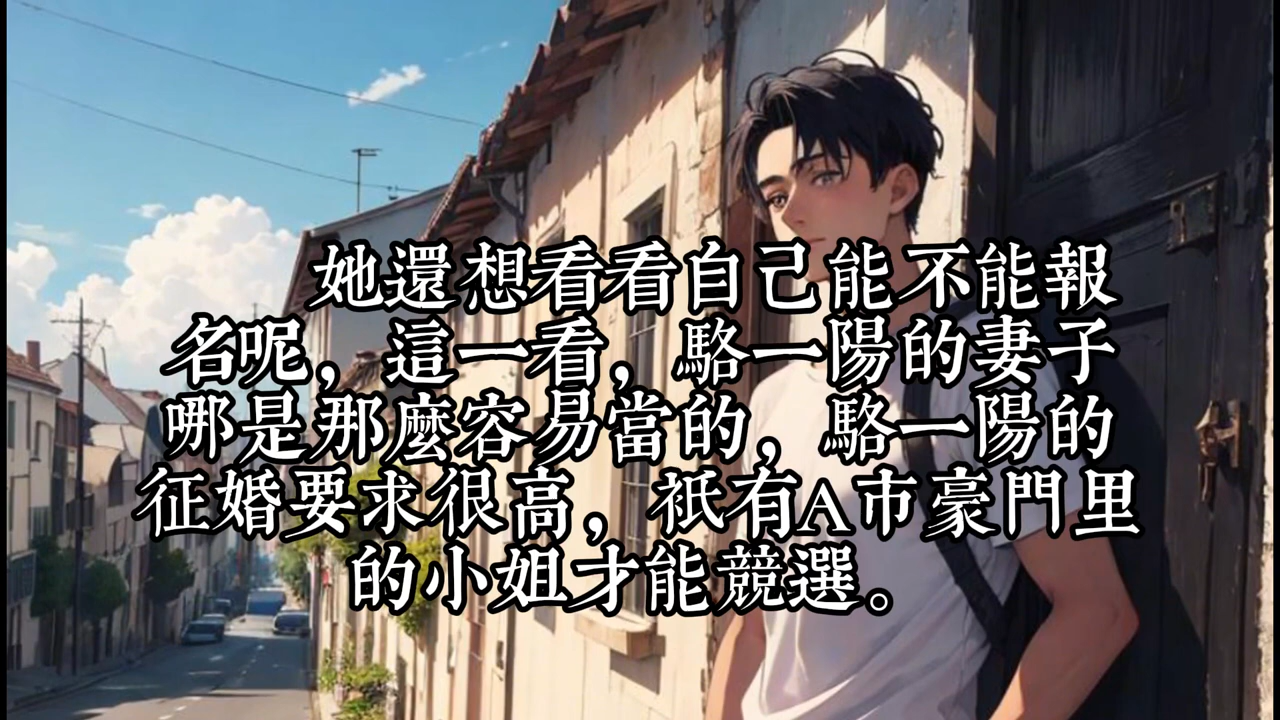 她還想看看自己能不能報
名呢，這一看，駱一陽的妻子
哪是那麼容易當的，駱一陽的
征婚要求很高，衹有A市豪門里
的小姐才能競選。